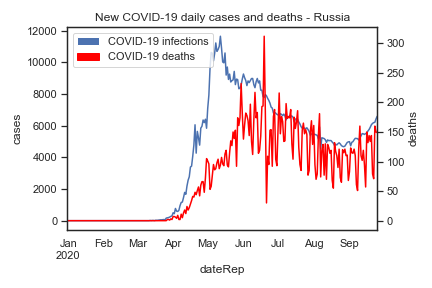 New COVID-19 daily cases and deaths - Russia
COVID-19 infections
COVID-19 deaths
12000
10000
8000
6000
4000
2000
0
cases
300
250
200
150
100
50
0
deaths
Jan Feb Mar Apr May Jun Jul Aug Sep
2020
dateRep